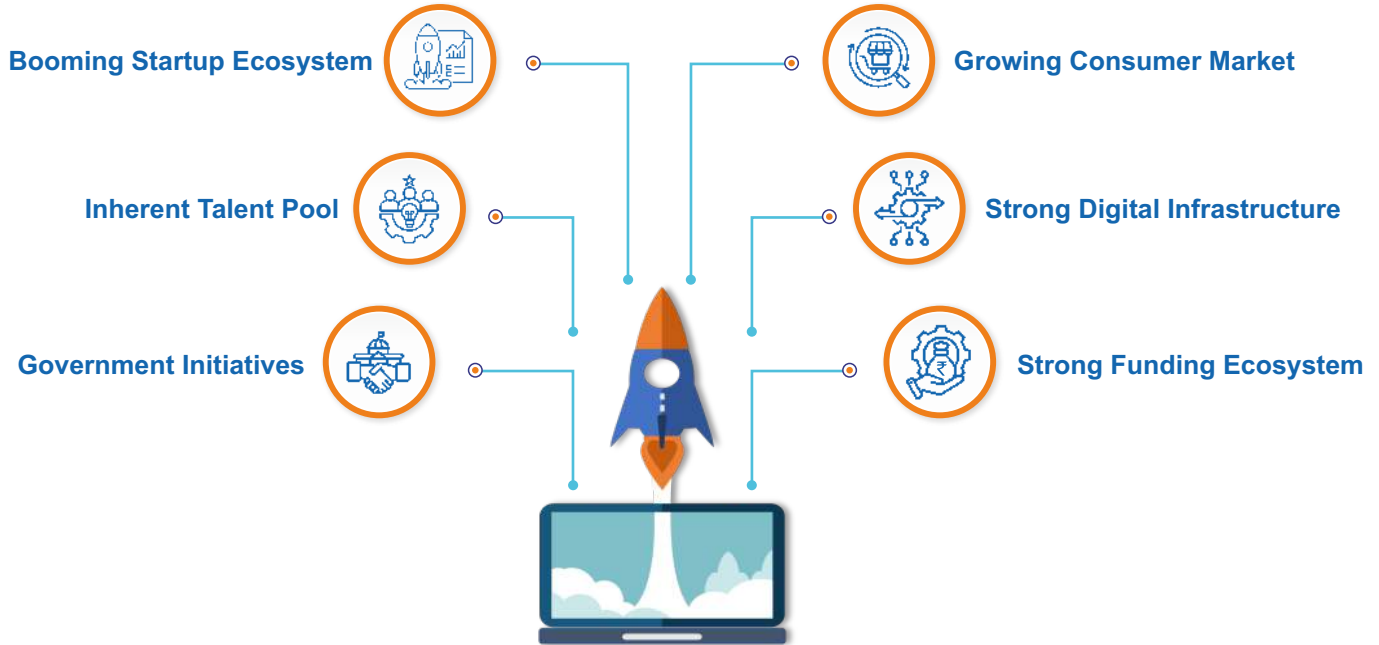 Booming Startup Ecosystem
Growing Consumer Market
Inherent Talent Pool
Strong Digital Infrastructure
Government Initiatives
₹
Strong Funding Ecosystem